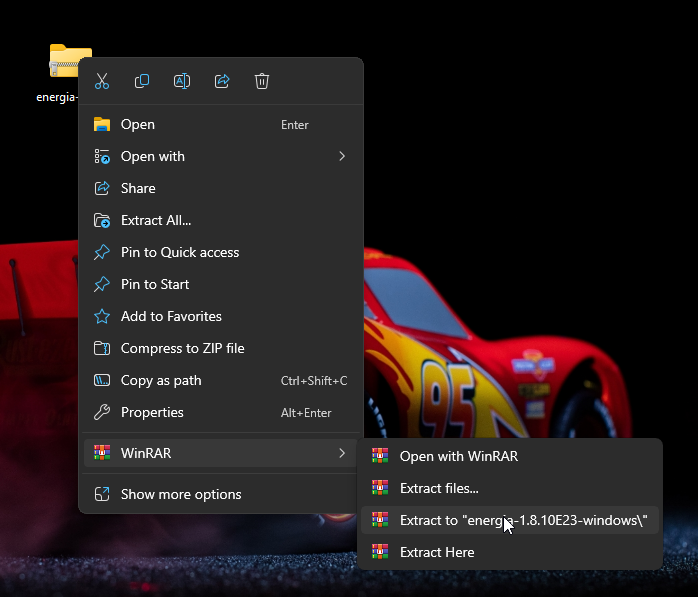 energia-
Open Enter
Open with
Share
Extract All...
Pin to Quick access
Pin to Start
Add to Favorites
Compress to ZIP file
Copy as path Ctrl+Shift+C
Properties Alt+Enter
WinRAR
Show more options
Open with WinRAR
Extract files...
Extract to "energia-1.8.10E23-windows\"
Extract Here
95